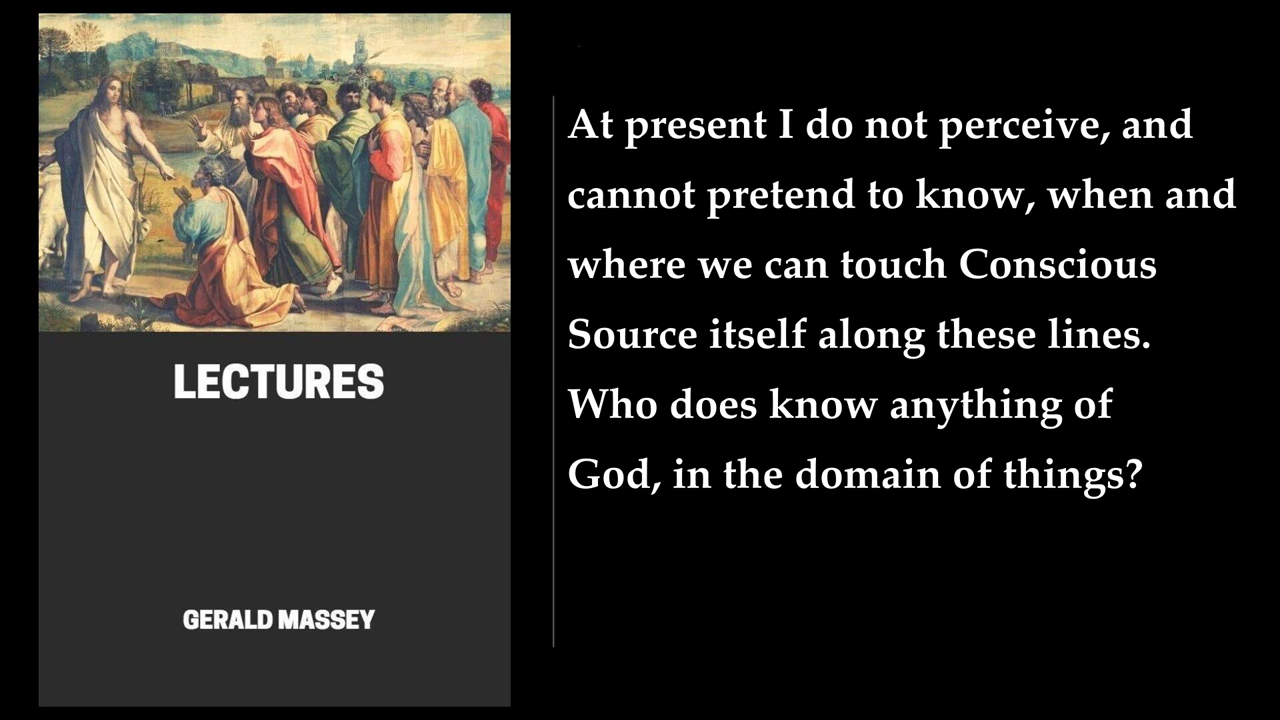 LECTURES
GERALD MASSEY
At present I do not perceive, and
cannot pretend to know, when and
where we can touch Conscious
Source itself along these lines.
Who does know anything of
God, in the domain of things?